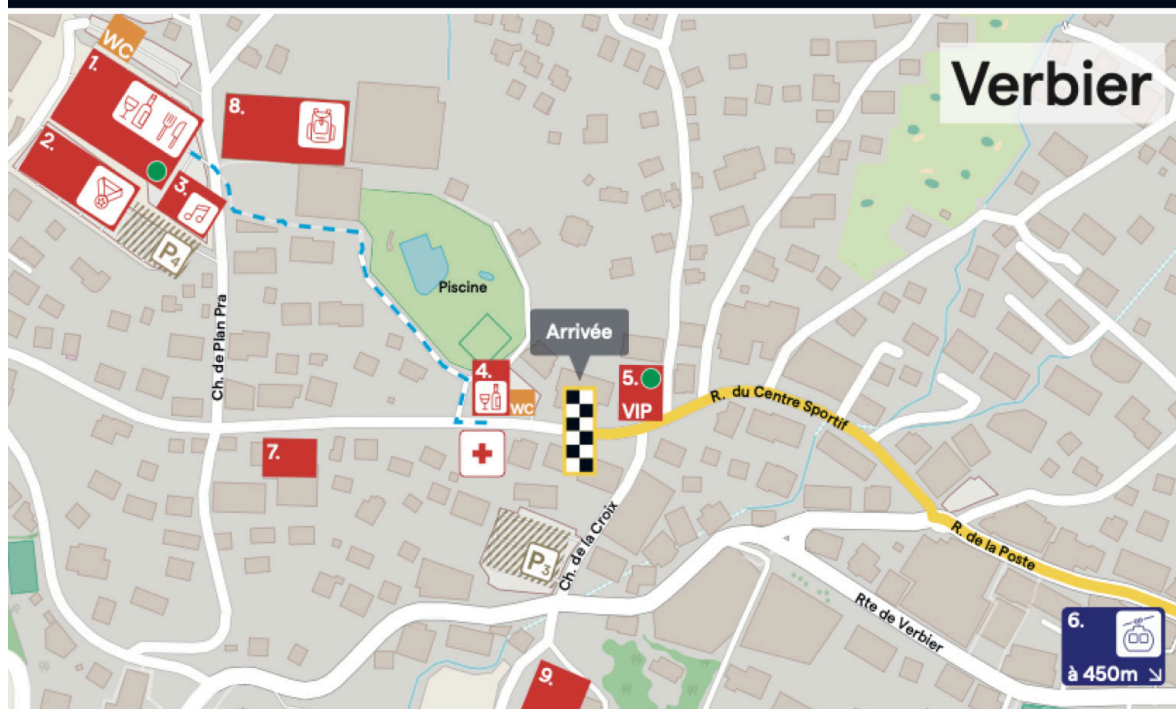 Verbier
WC
1.
8.
2.
3.
P4
Piscine
Ch. de Plan Pra
Arrivée
4.
WC
5.
VIP
R. du Centre Sportif
7.
P3
Ch. de la Croix
R. de la Poste
Rte de Verbier
6.
à 450m ↘
9.